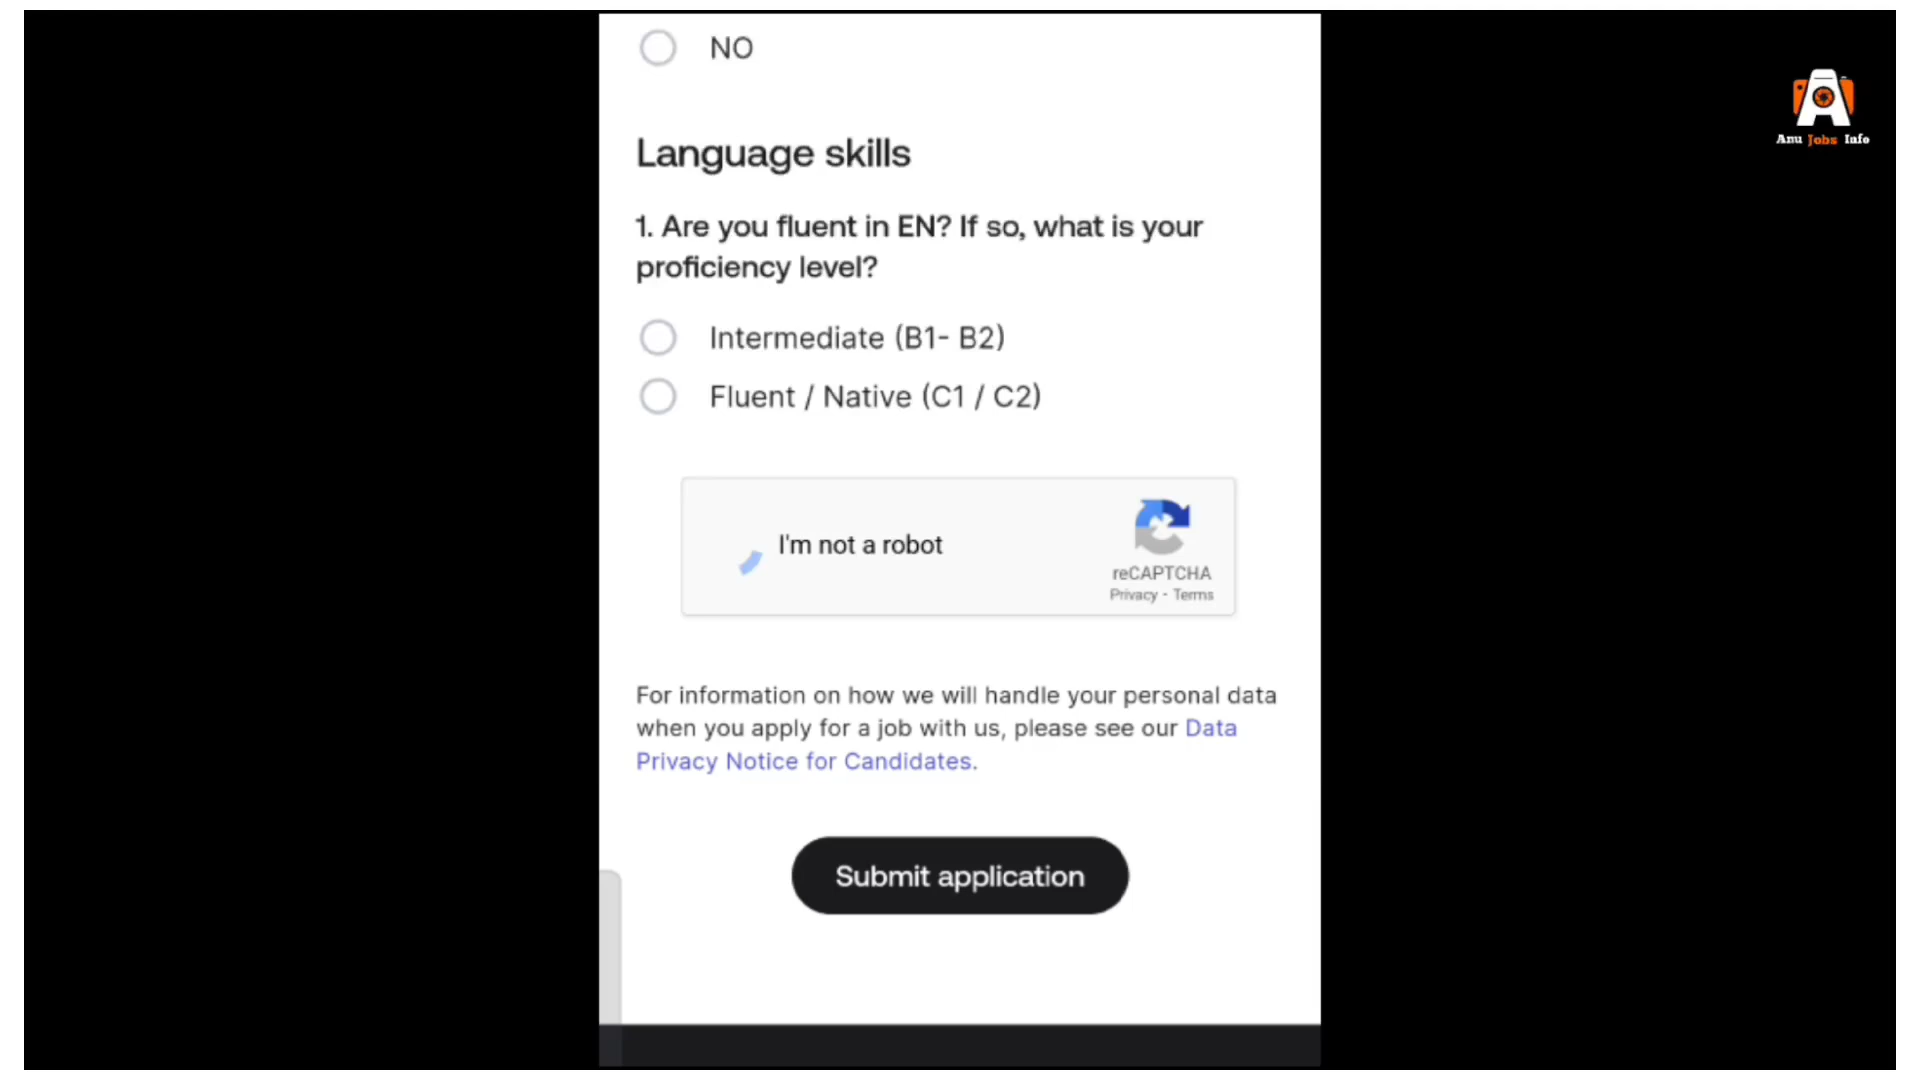 NO
Anu Jobs Info
Language skills
1. Are you fluent in EN? If so, what is your
proficiency level?
Intermediate (B1- B2)
Fluent / Native (C1 / C2)
I'm not a robot
reCAPTCHA
Privacy - Terms
For information on how we will handle your personal data
when you apply for a job with us, please see our Data
Privacy Notice for Candidates.
Submit application